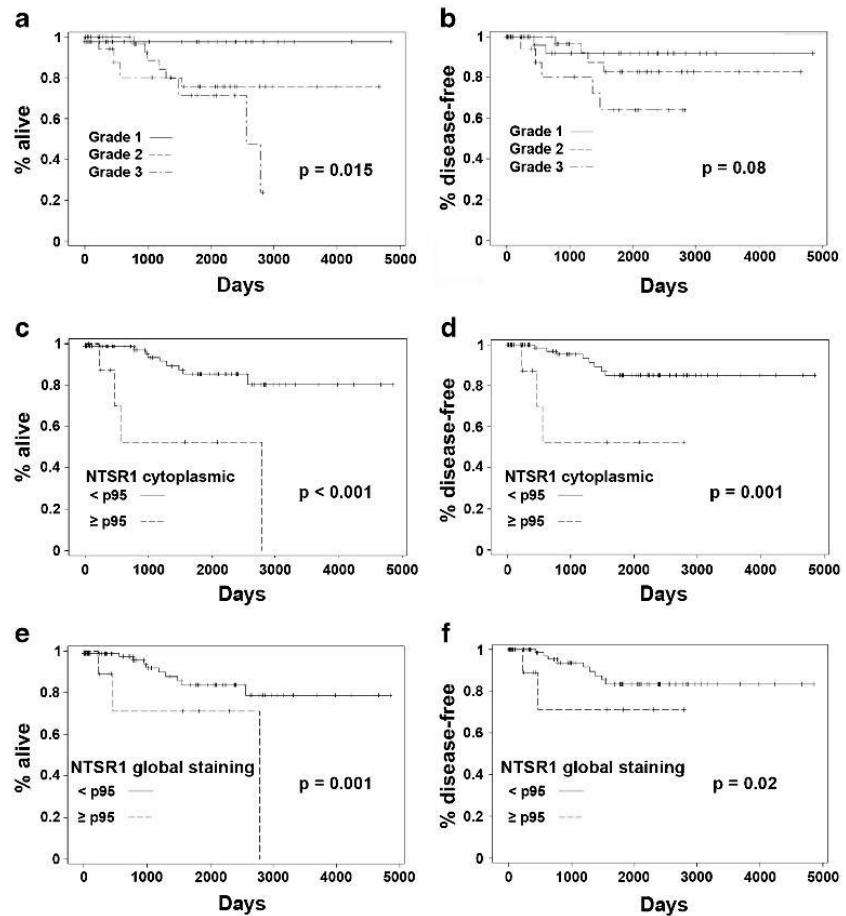 a
% alive
1
0.8
0.6
0.4
0.2
0
Grade 1
Grade 2
Grade 3
p = 0.015
0 1000 2000 3000 4000 5000
Days
b
% disease-free
1
0.8
0.6
0.4
0.2
0
Grade 1
Grade 2
Grade 3
p = 0.08
0 1000 2000 3000 4000 5000
Days
c
% alive
1
0.8
0.6
0.4
0.2
0
NTSR1 cytoplasmic
< p95
≥ p95
p < 0.001
0 1000 2000 3000 4000 5000
Days
d
% disease-free
1
0.8
0.6
0.4
0.2
0
NTSR1 cytoplasmic
< p95
≥ p95
p = 0.001
0 1000 2000 3000 4000 5000
Days
e
% alive
1
0.8
0.6
0.4
0.2
0
NTSR1 global staining
< p95
≥ p95
p = 0.001
0 1000 2000 3000 4000 5000
Days
f
% disease-free
1
0.8
0.6
0.4
0.2
0
NTSR1 global staining
< p95
≥ p95
p = 0.02
0 1000 2000 3000 4000 5000
Days